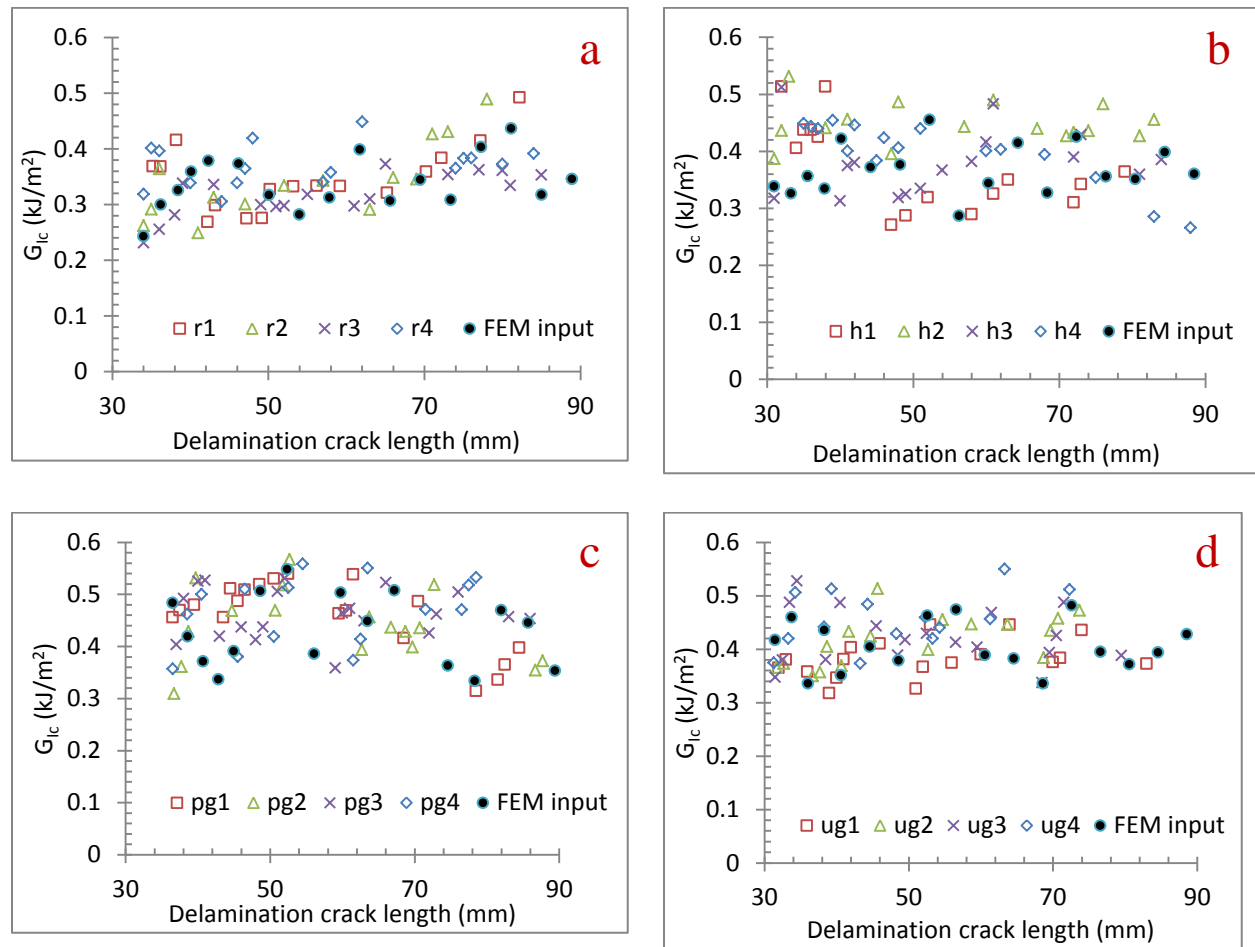 a
0.6
0.5
0.4
0.3
0.2
0.1
0
G_Ic (kJ/m²)
r1 r2 r3 r4 FEM input
30 50 70 90
Delamination crack length (mm)
b
0.6
0.5
0.4
0.3
0.2
0.1
0
G_Ic (kJ/m²)
h1 h2 h3 h4 FEM input
30 50 70 90
Delamination crack length (mm)
c
0.6
0.5
0.4
0.3
0.2
0.1
0
G_Ic (kJ/m²)
pg1 pg2 pg3 pg4 FEM input
30 50 70 90
Delamination crack length (mm)
d
0.6
0.5
0.4
0.3
0.2
0.1
0
G_Ic (kJ/m²)
ug1 ug2 ug3 ug4 FEM input
30 50 70 90
Delamination crack length (mm)